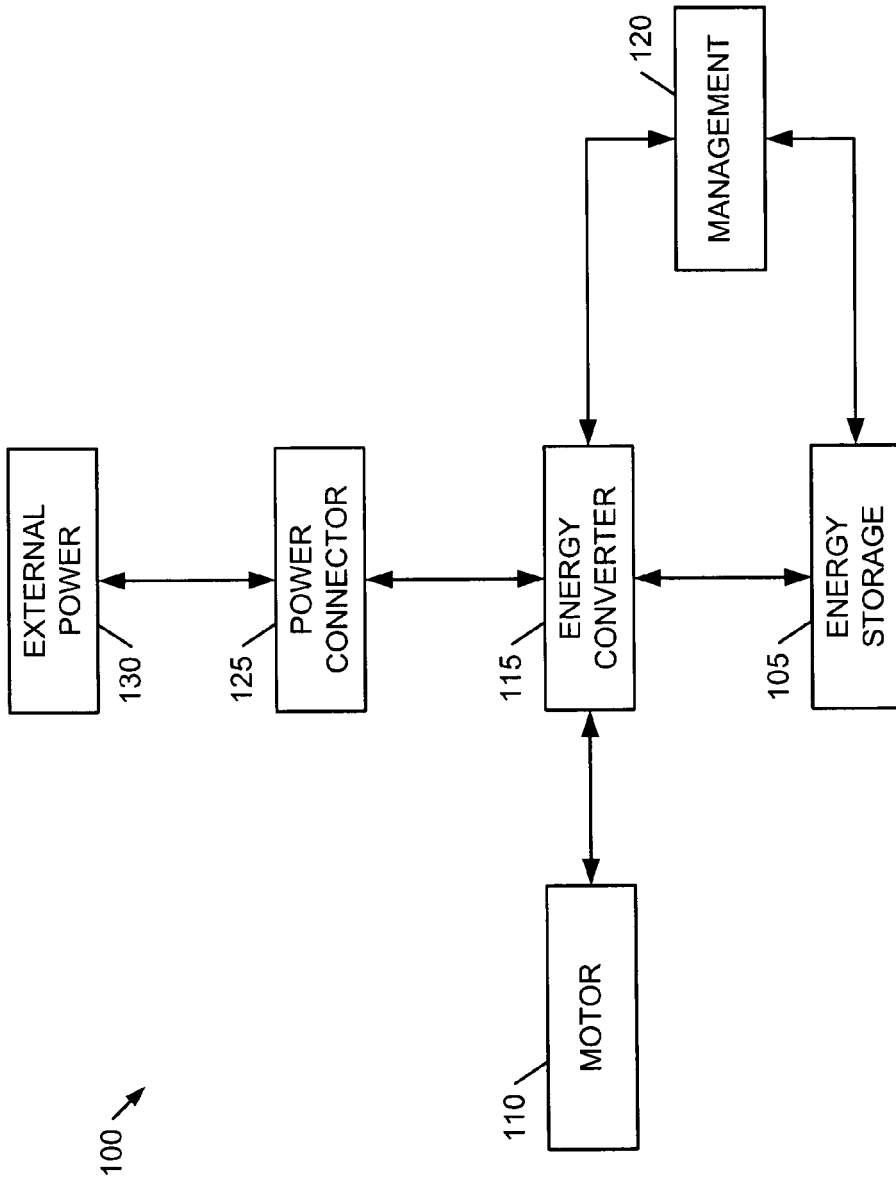 100
110
MOTOR
130
EXTERNAL
POWER
125
POWER
CONNECTOR
115
ENERGY
CONVERTER
105
ENERGY
STORAGE
120
MANAGEMENT